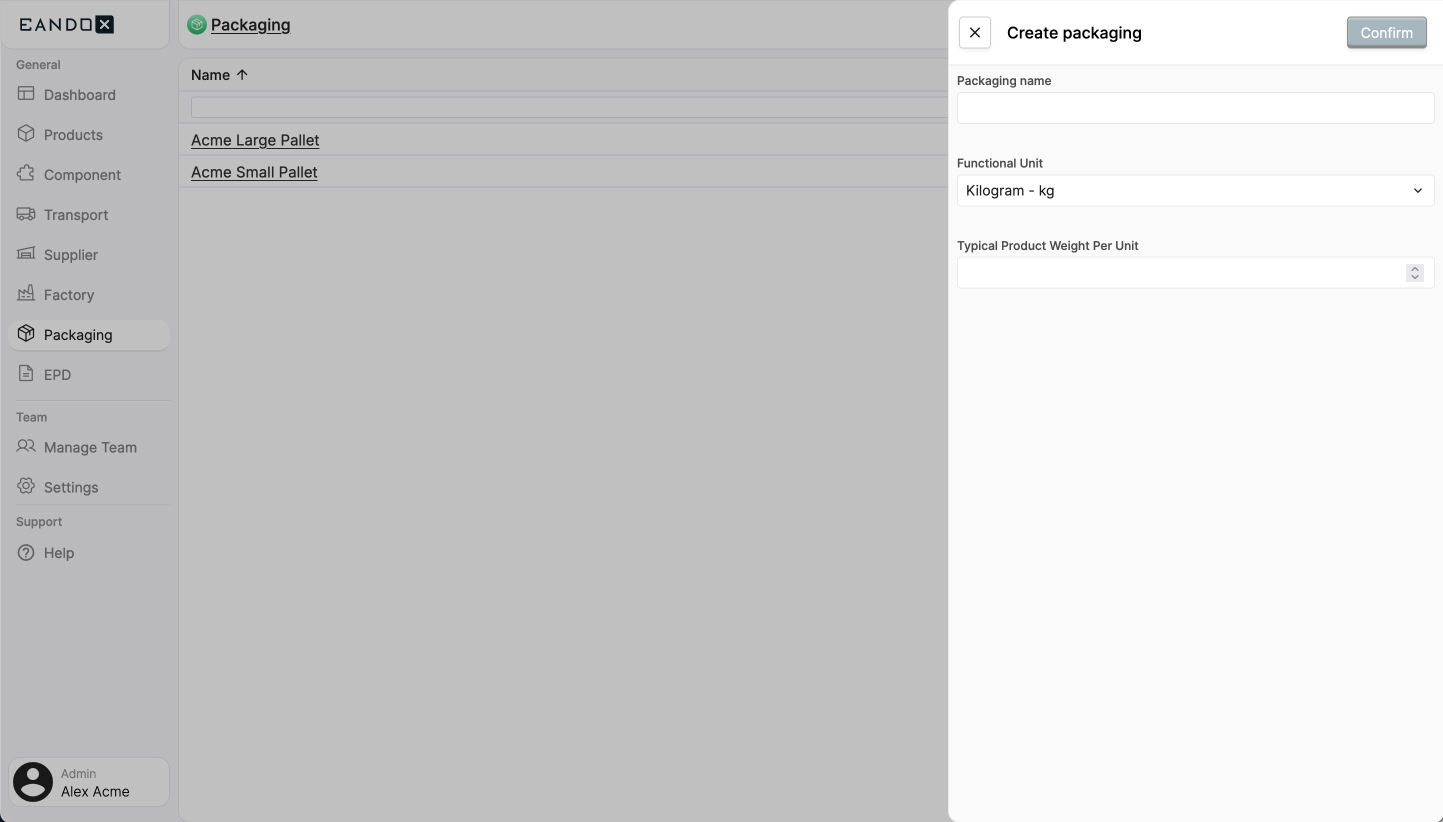 EANDOX
General
Dashboard
Products
Component
Transport
Supplier
Factory
Packaging
EPD
Team
Manage Team
Settings
Support
Help
Admin
Alex Acme
Packaging
Name
Acme Large Pallet
Acme Small Pallet
Create packaging
Confirm
Packaging name
Functional Unit
Kilogram - kg
Typical Product Weight Per Unit